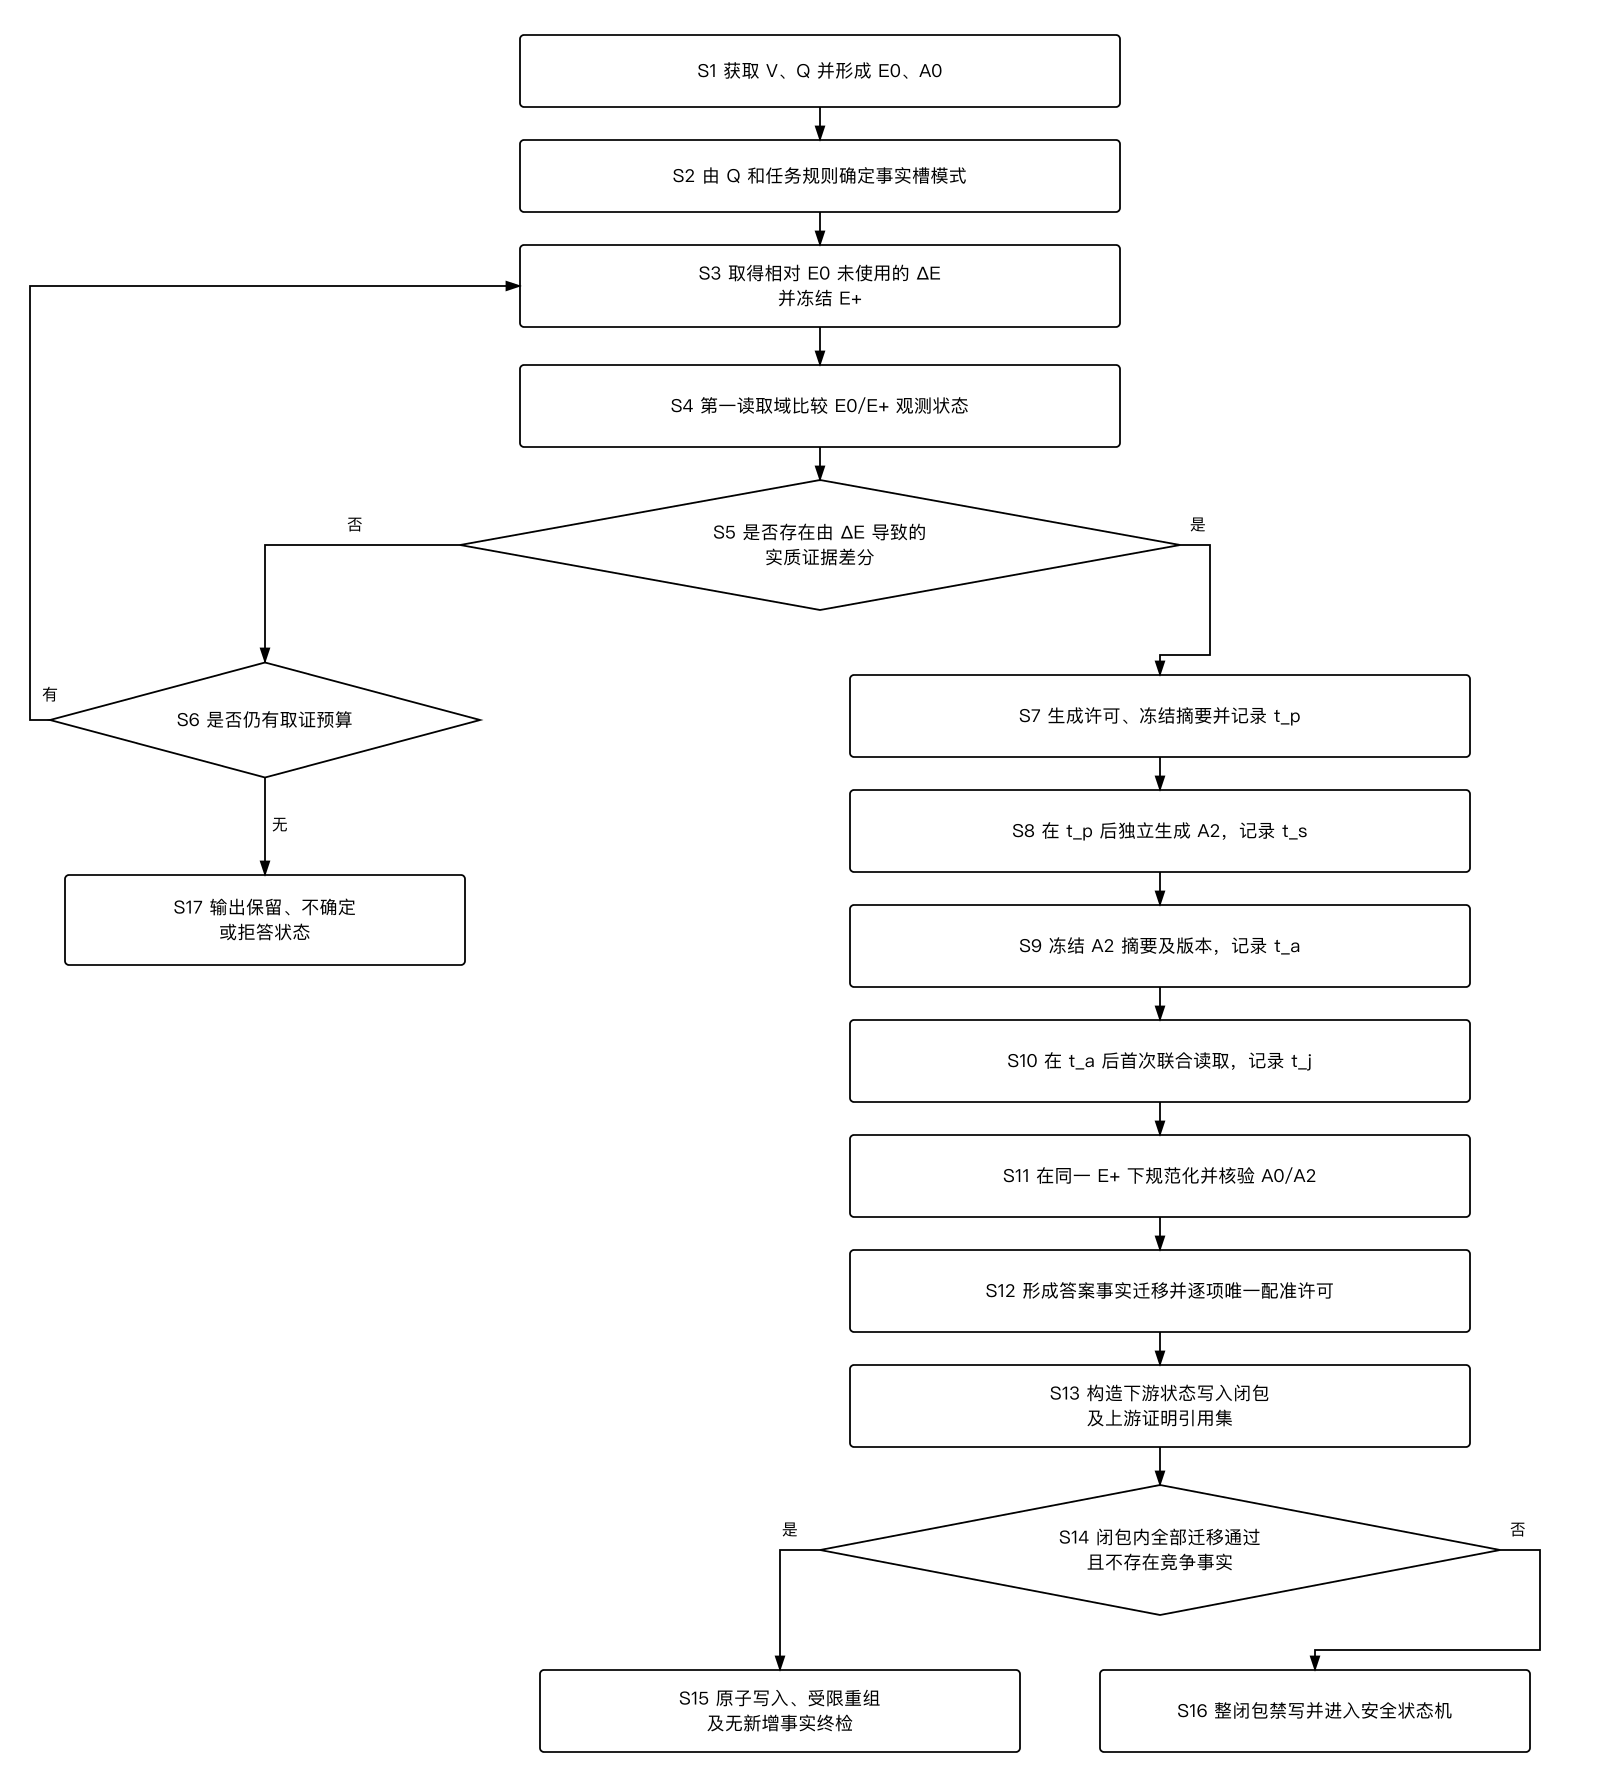 S1 获取 V、Q 并形成 E0、A0
S2 由 Q 和任务规则确定事实槽模式
S3 取得相对 E0 未使用的 ΔE
并冻结 E+
S4 第一读取域比较 E0/E+ 观测状态
否
S5 是否存在由 ΔE 导致的
实质证据差分
是
有
S6 是否仍有取证预算
无
S17 输出保留、不确定
或拒答状态
S7 生成许可、冻结摘要并记录 t_p
S8 在 t_p 后独立生成 A2，记录 t_s
S9 冻结 A2 摘要及版本，记录 t_a
S10 在 t_a 后首次联合读取，记录 t_j
S11 在同一 E+ 下规范化并核验 A0/A2
S12 形成答案事实迁移并逐项唯一配准许可
S13 构造下游状态写入闭包
及上游证明引用集
是
S14 闭包内全部迁移通过
且不存在竞争事实
否
S15 原子写入、受限重组
及无新增事实终检
S16 整闭包禁写并进入安全状态机